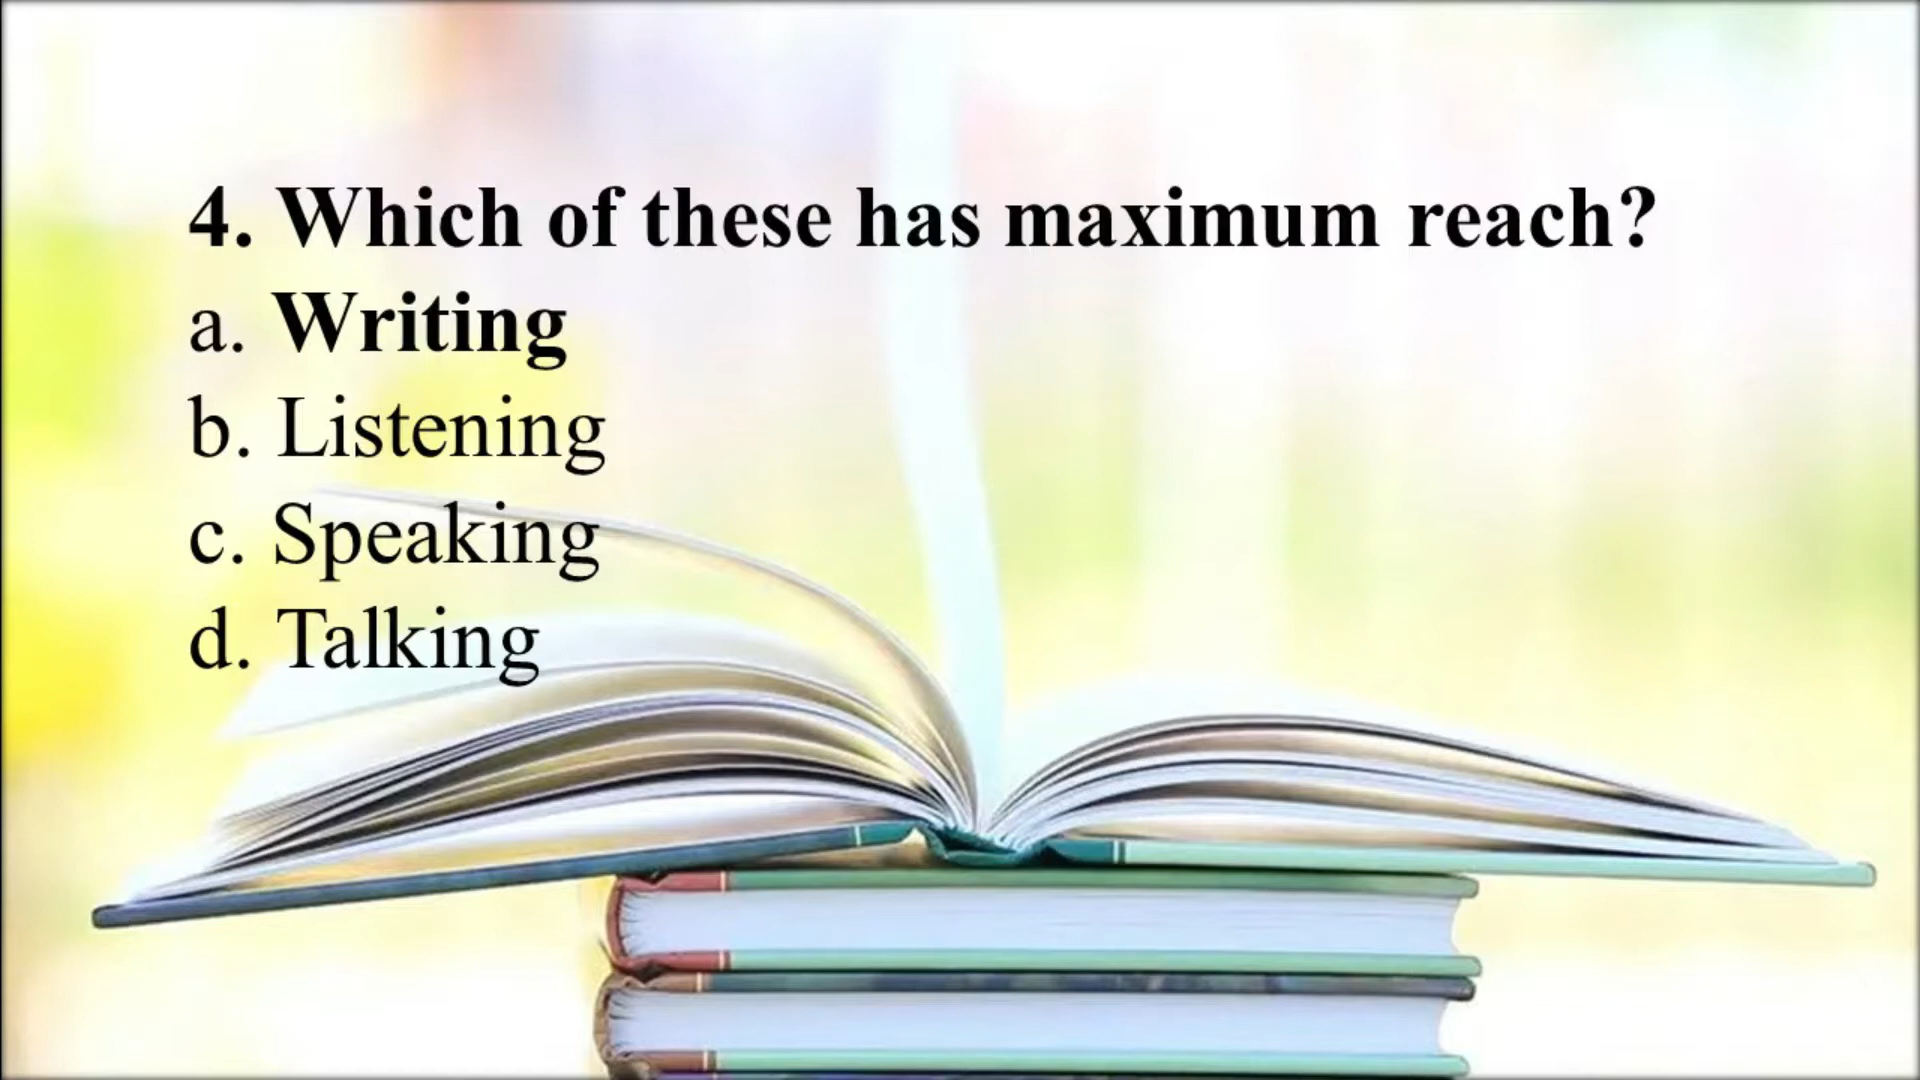 4. Which of these has maximum reach?
a. Writing
b. Listening
c. Speaking
d. Talking